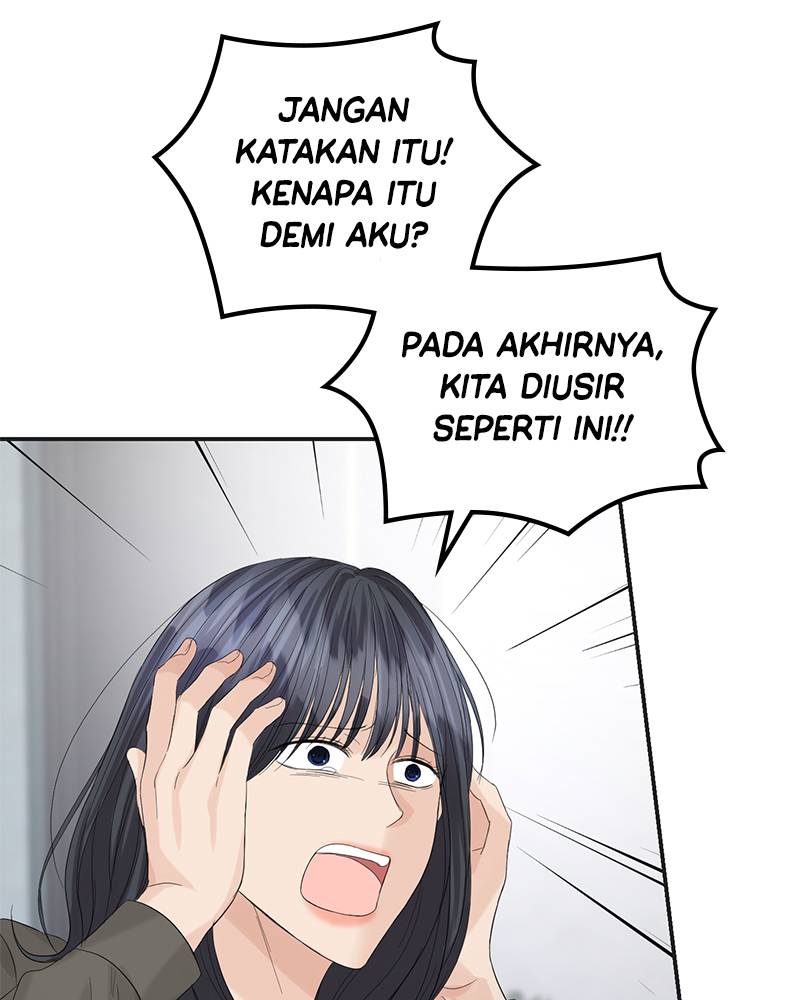 JANGAN
KATAKAN ITU!
KENAPA ITU
DEMI AKU?
PADA AKHIRNYA,
KITA DIUSIR
SEPERTI INI!!